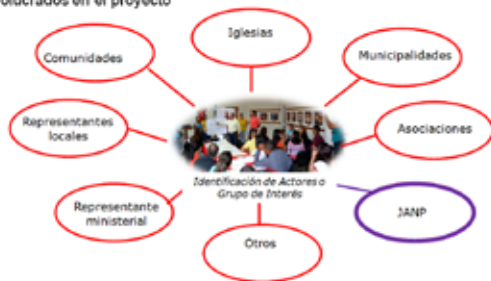 volucrados en el proyecto
Iglesias
Comunidades
Municipalidades
Representantes
locales
Asociaciones
Identificación de Actores o
Grupo de Interés
Representante
ministerial
JANP
Otros